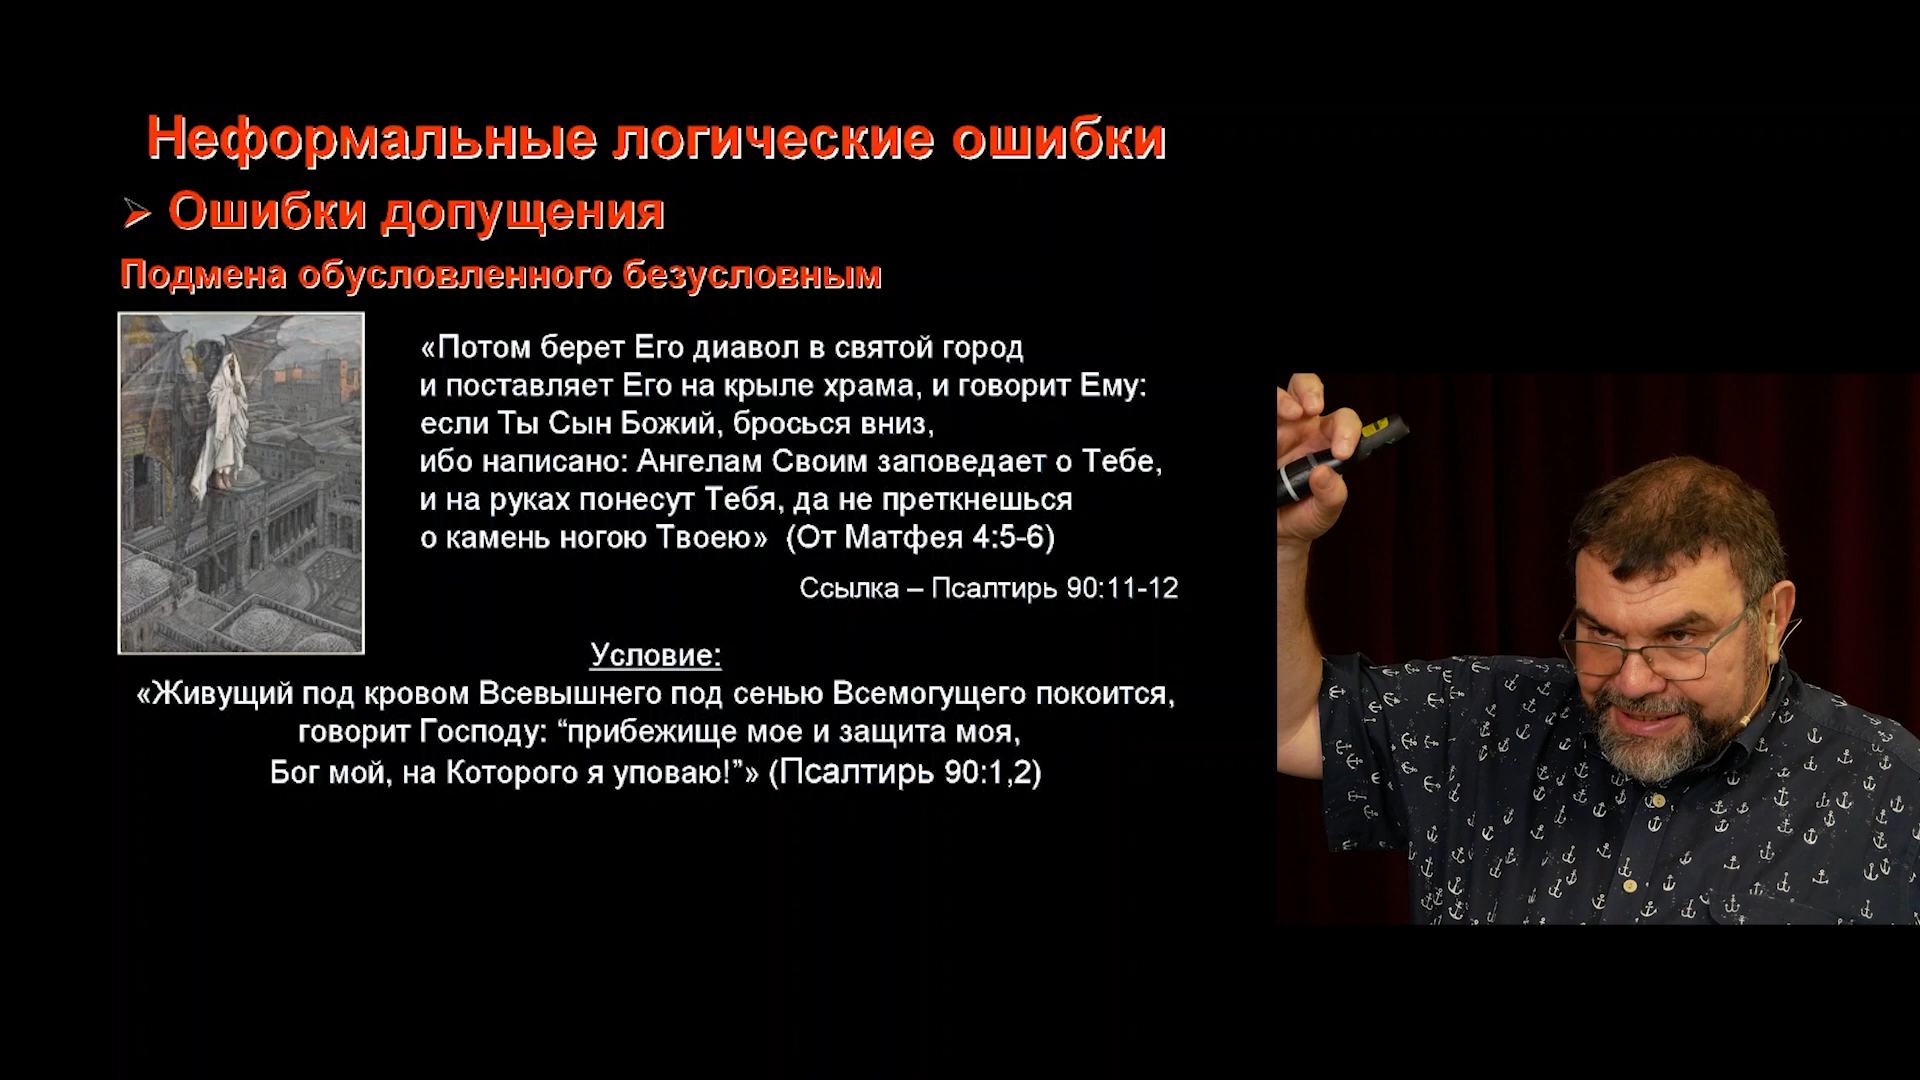 Неформальные логические ошибки
Ошибки допущения
Подмена обусловленного безусловным
«Потом берет Его диавол в святой город
и поставляет Его на крыле храма, и говорит Ему:
если Ты Сын Божий, бросься вниз,
ибо написано: Ангелам Своим заповедает о Тебе,
и на руках понесут Тебя, да не преткнешься
о камень ногою Твоею» (От Матфея 4:5-6)
Ссылка – Псалтирь 90:11-12
Условие:
«Живущий под кровом Всевышнего под сенью Всемогущего покоится,
говорит Господу: “прибежище мое и защита моя,
Бог мой, на Которого я уповаю!”» (Псалтирь 90:1,2)